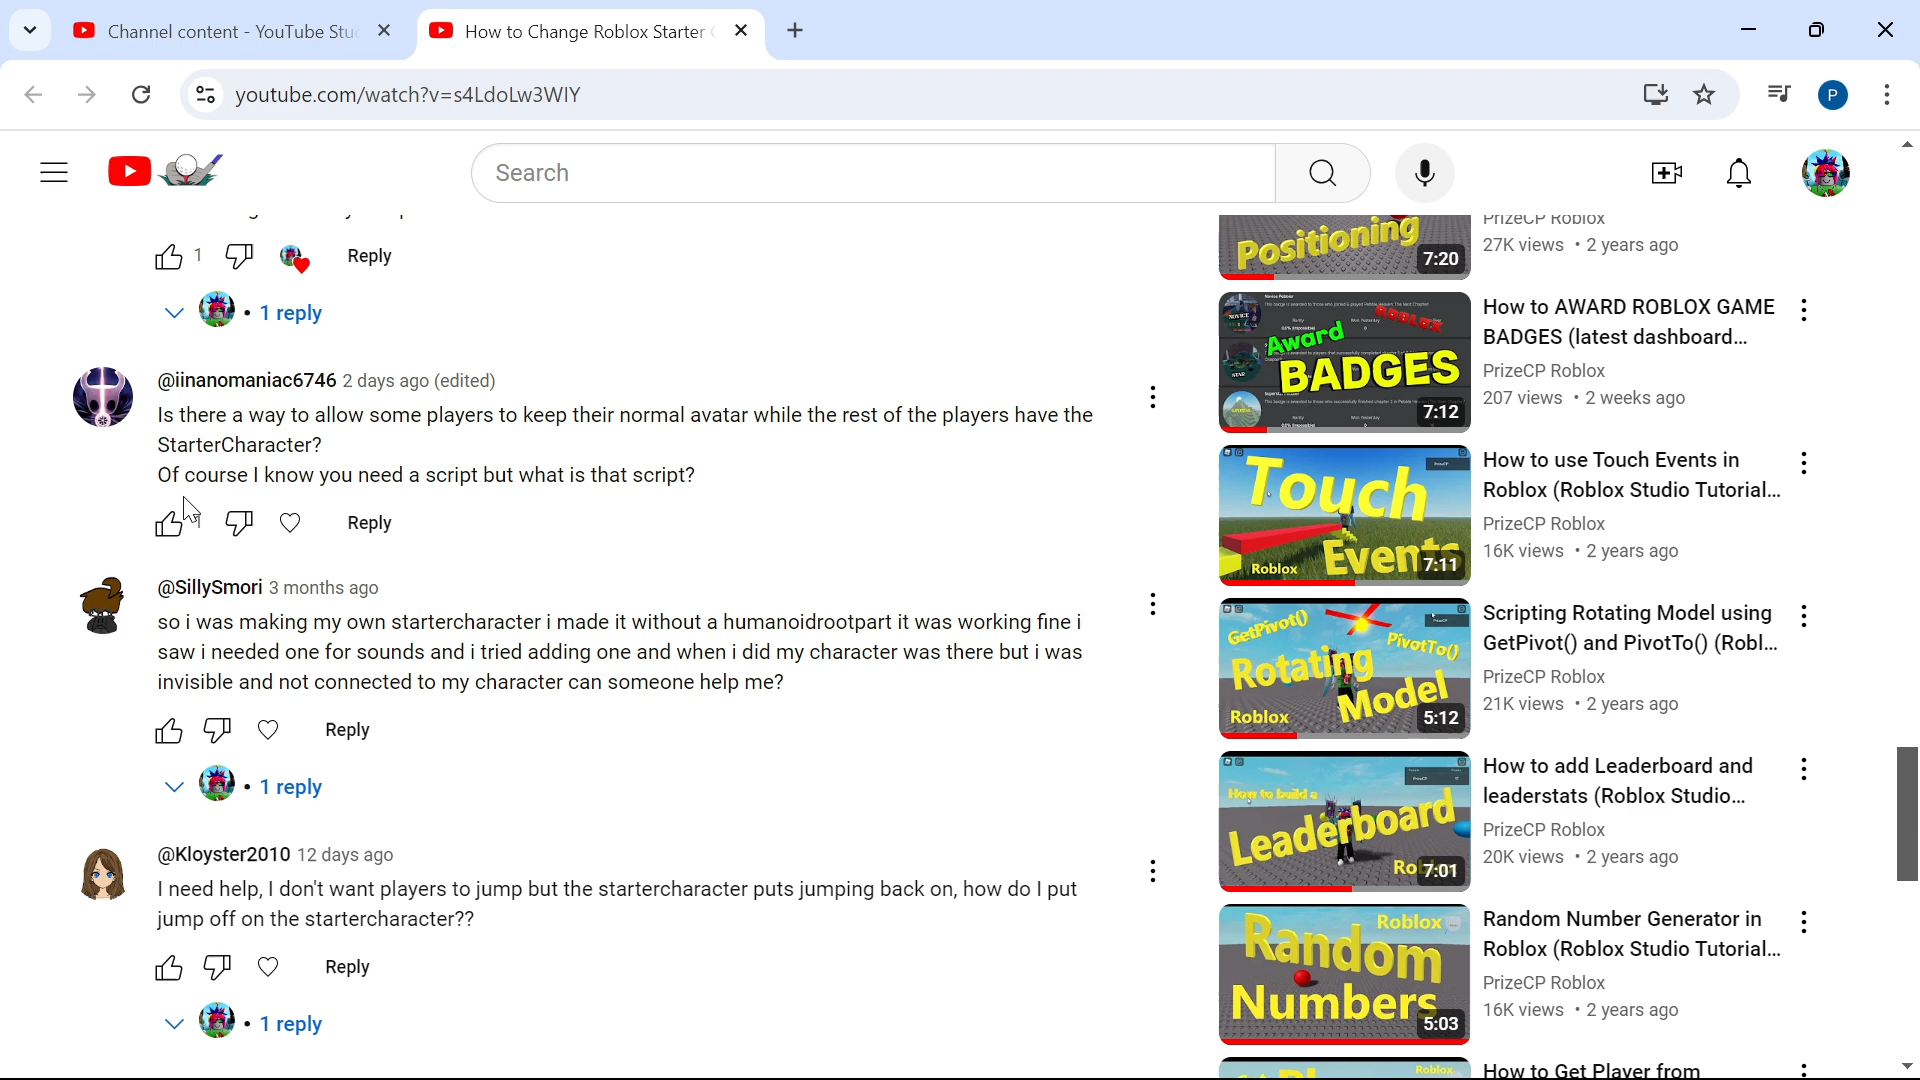 Channel content - YouTube Stu
How to Change Roblox Starter
youtube.com/watch?v=s4LdoLw3WIY
P
Search
1
Reply
1 reply
@iinanomaniac6746 2 days ago (edited)
Is there a way to allow some players to keep their normal avatar while the rest of the players have the
StarterCharacter?
Of course I know you need a script but what is that script?
Reply
@SillySmori 3 months ago
so i was making my own startercharacter i made it without a humanoidrootpart it was working fine i
saw i needed one for sounds and i tried adding one and when i did my character was there but i was
invisible and not connected to my character can someone help me?
Reply
1 reply
@Kloyster2010 12 days ago
I need help, I don't want players to jump but the startercharacter puts jumping back on, how do I put
jump off on the startercharacter??
Reply
1 reply
Positioning
7:20
PrizeCP Roblox
27K views • 2 years ago
ROBLOX
Award
BADGES
7:12
How to AWARD ROBLOX GAME
BADGES (latest dashboard...
PrizeCP Roblox
207 views • 2 weeks ago
Touch
Events
Roblox
7:11
How to use Touch Events in
Roblox (Roblox Studio Tutorial...
PrizeCP Roblox
16K views • 2 years ago
GetPivot()
PivotTo()
Rotating
Model
Roblox
5:12
Scripting Rotating Model using
GetPivot() and PivotTo() (Robl...
PrizeCP Roblox
21K views • 2 years ago
How to build a
Leaderboard
7:01
How to add Leaderboard and
leaderstats (Roblox Studio...
PrizeCP Roblox
20K views • 2 years ago
Roblox
Random
Numbers
5:03
Random Number Generator in
Roblox (Roblox Studio Tutorial...
PrizeCP Roblox
16K views • 2 years ago
Roblox
How to Get Player from